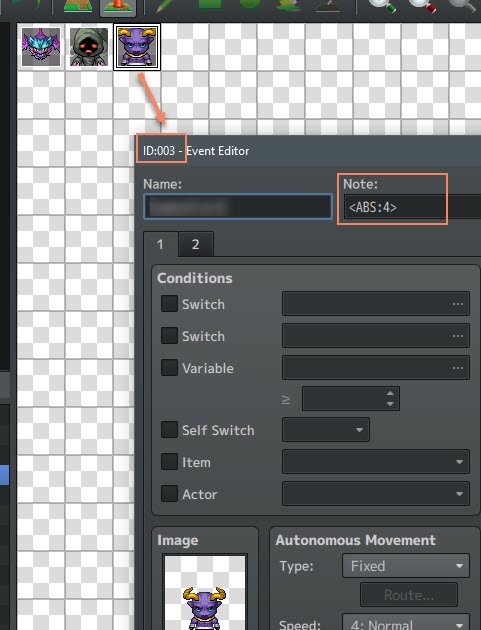 ID:003 - Event Editor
Name:
Note:
<ABS:4>
1
2
Conditions
Switch
...
Switch
...
Variable
...
≥
Self Switch
Item
Actor
Image
Autonomous Movement
Type:
Fixed
Route...
Speed:
4: Normal